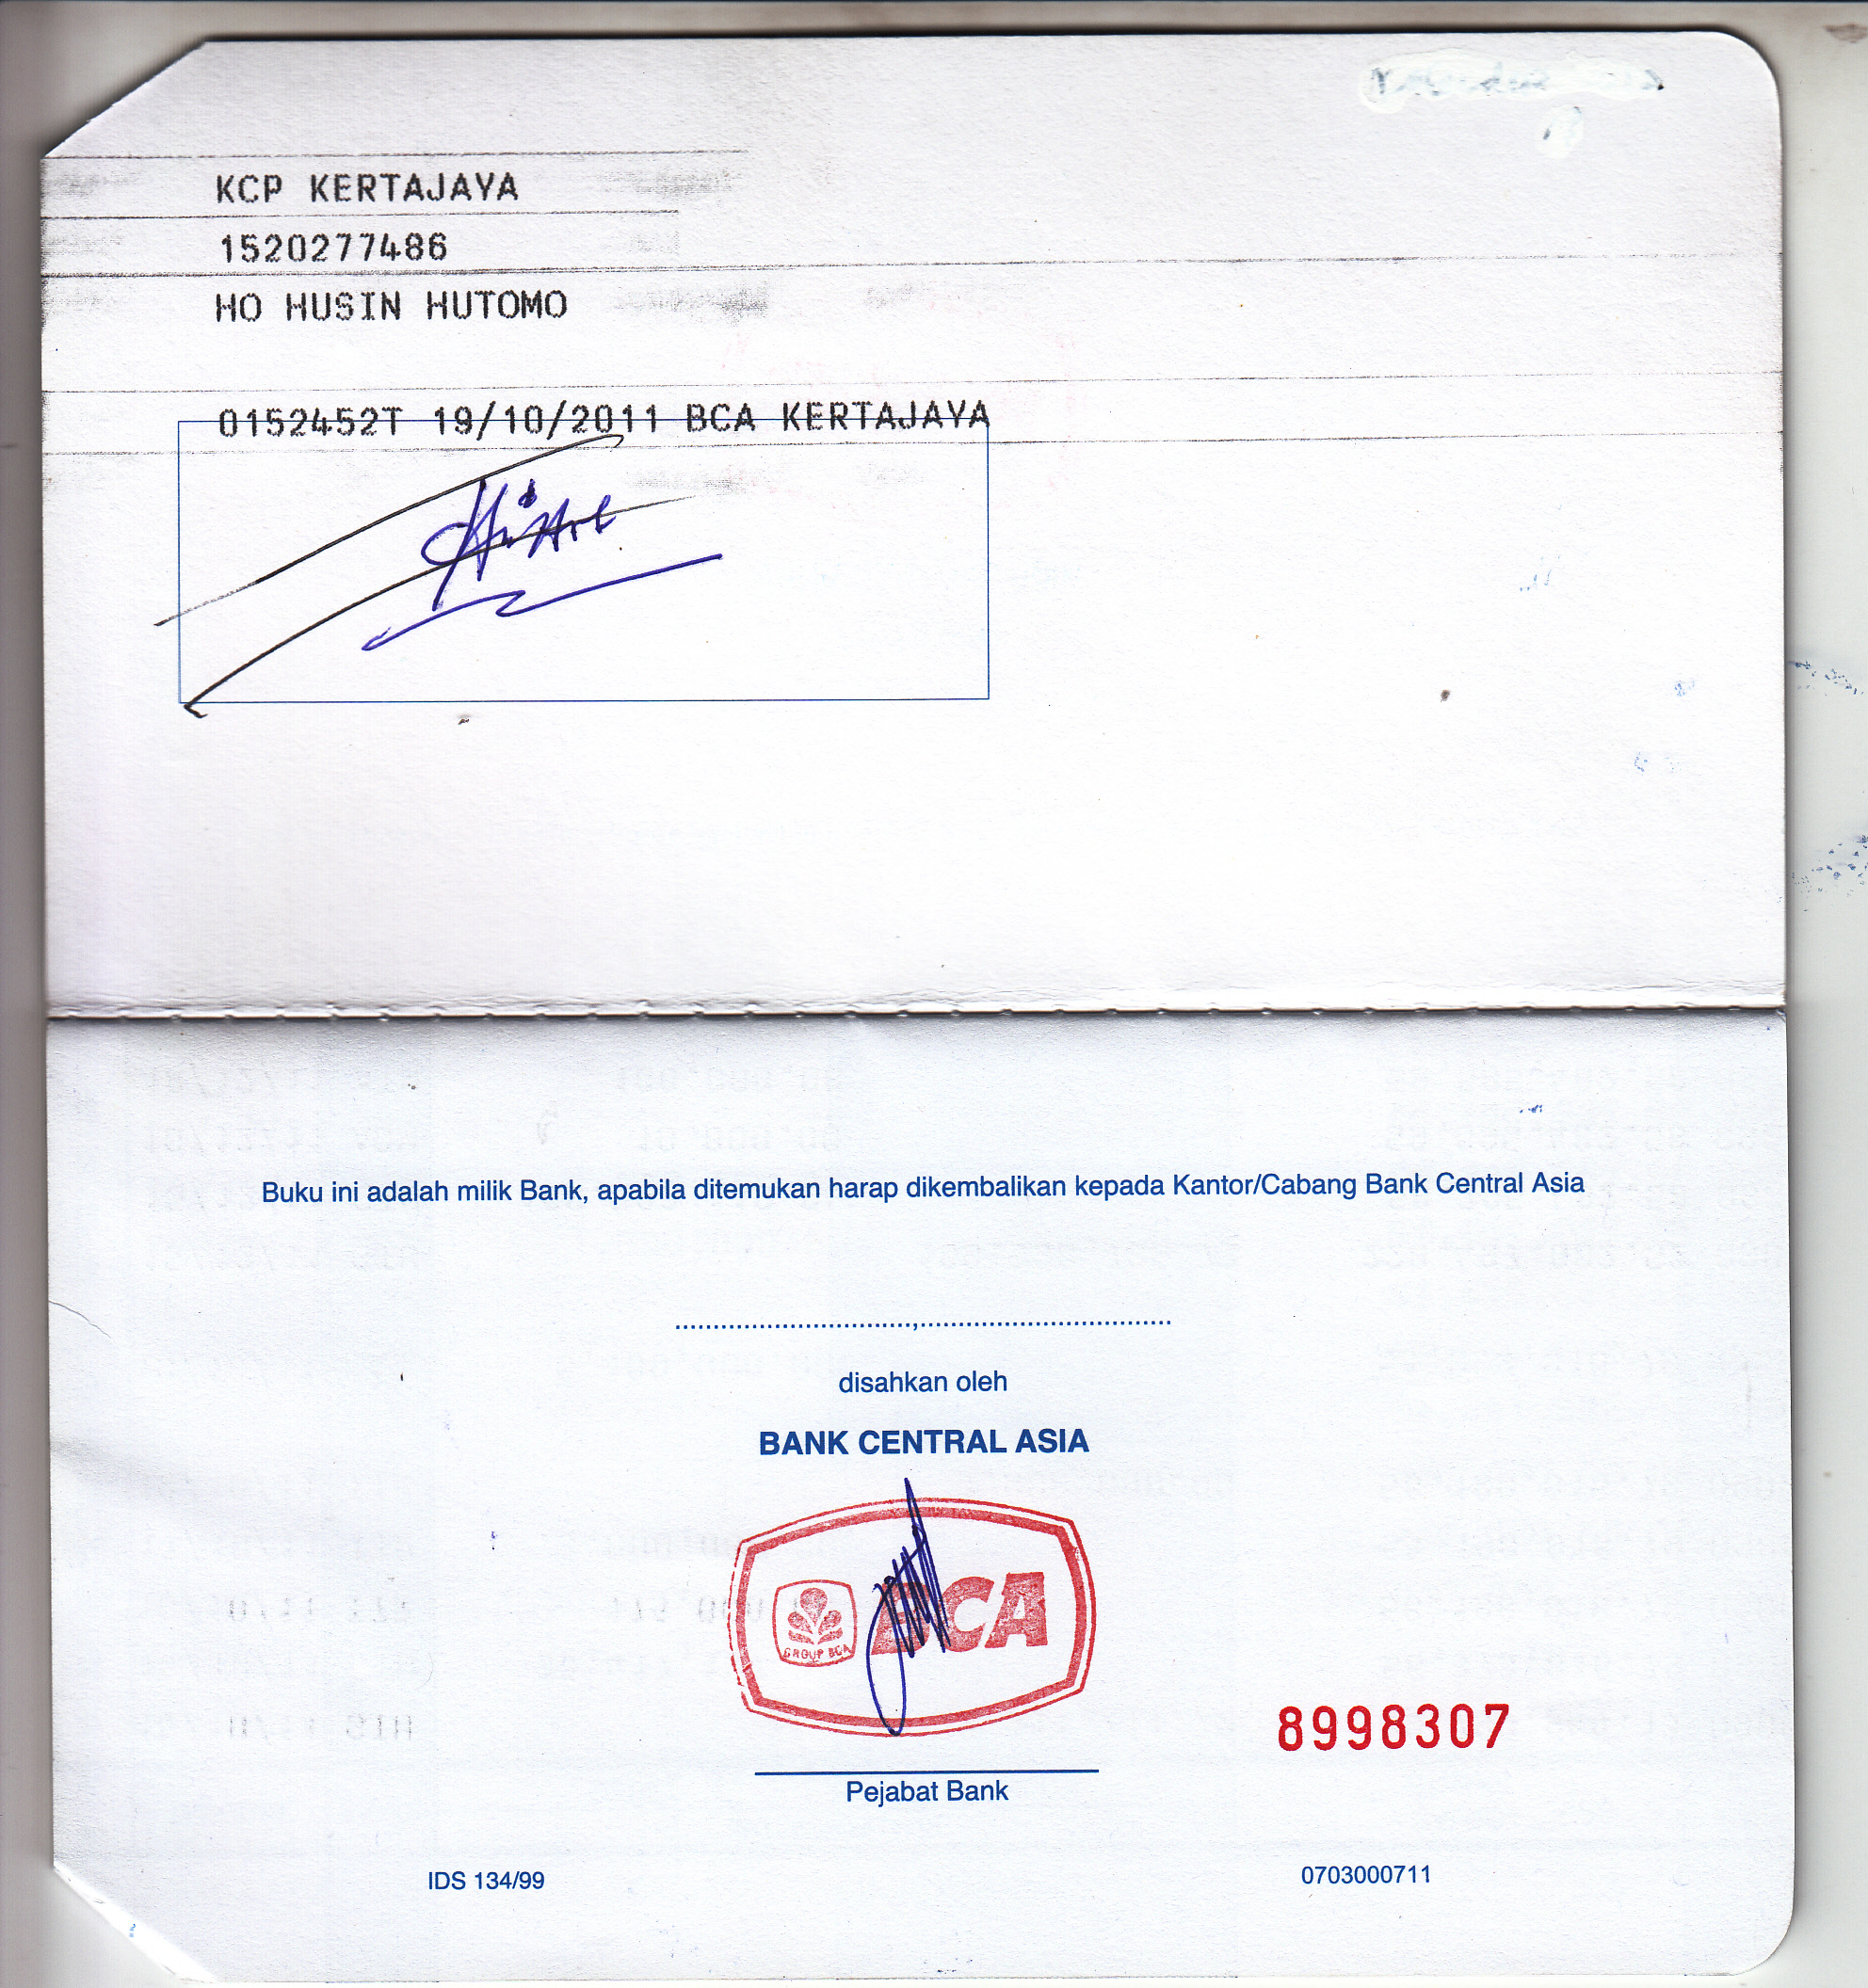 KCP KERTAJAYA
1520277486
HO HUSIN HUTOMO
0152452T 19/10/2011 BCA KERTAJAYA
Buku ini adalah milik Bank, apabila ditemukan harap dikembalikan kepada Kantor/Cabang Bank Central Asia
..............................,................................
disahkan oleh
BANK CENTRAL ASIA
GROUP BCA
BCA
8998307
Pejabat Bank
IDS 134/99
0703000711